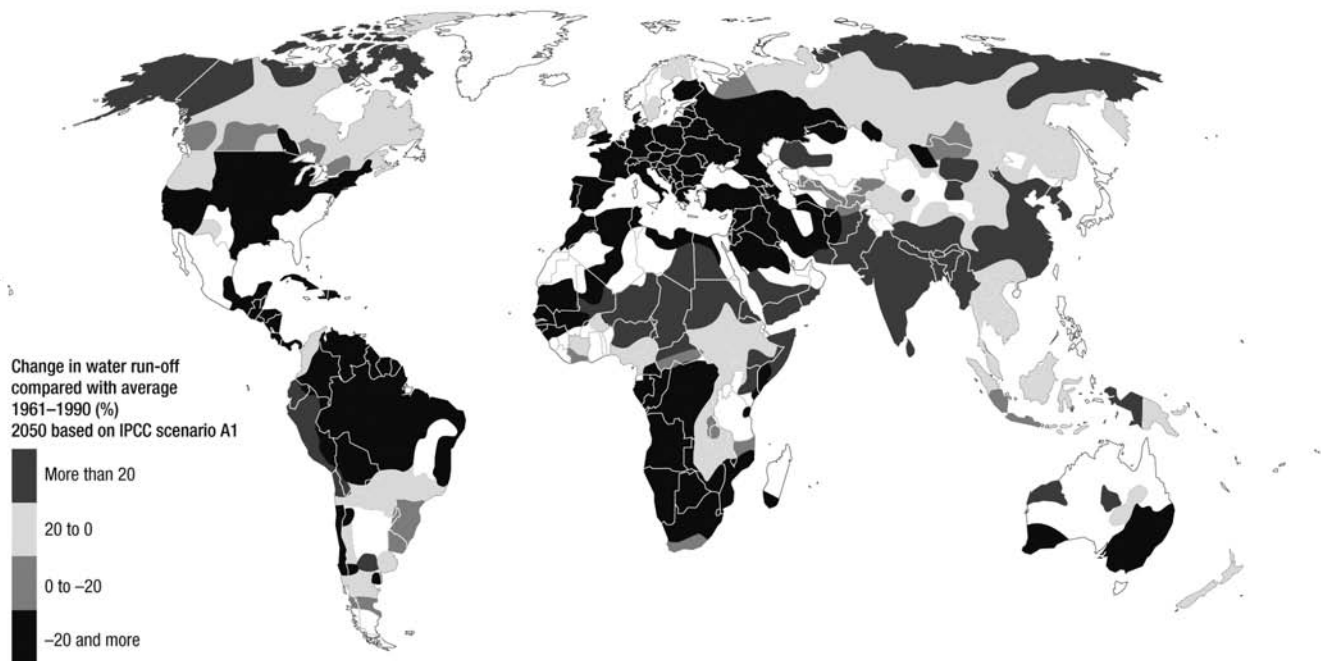 Change in water run-off
compared with average
1961–1990 (%)
2050 based on IPCC scenario A1
More than 20
20 to 0
0 to –20
–20 and more